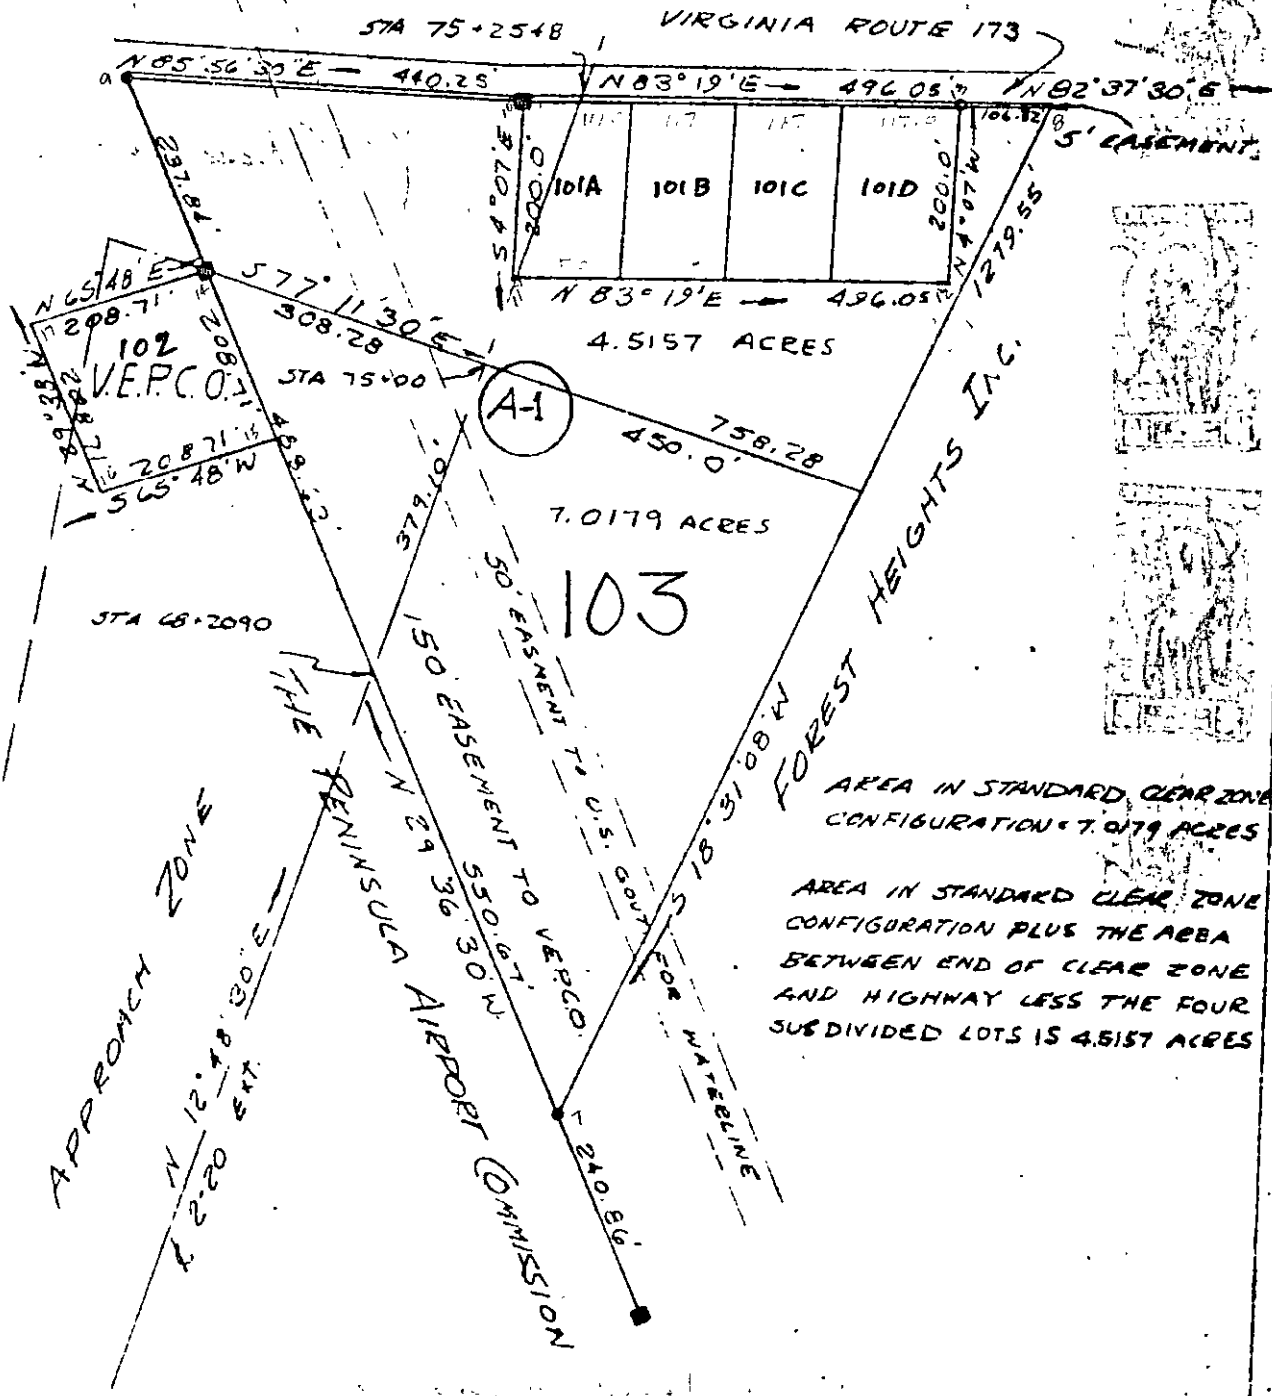 STA 75+2548
VIRGINIA ROUTE 173
N 85°56'30"E — 440.25'
N 83°19'E — 496.05'
N 82°37'30"E
106.82
5' EASEMENT
237.82'
S 4°07'E
200.0'
101A
101B
101C
101D
200.0'
N 4°07'W
1279.55'
N 83°19'E — 496.05
4.5157 ACRES
N 65°48'E
208.71'
S 77°11'30"E
308.28
102
V.E.P.C.O.
208.71'
208.71'
S 65°48'W
STA 75+00
A-1
450.0'
758.28
379.10'
7.0179 ACRES
103
STA 68+2090
THE PENINSULA AIRPORT COMMISSION
150' EASEMENT TO VEPCO.
50' EASMENT TO U.S. GOVT FOR WATERLINE
FOREST HEIGHTS INC.
S 18°31'08"W
N 29°36'30"W
550.67'
240.86'
APPROACH ZONE
N 12°48'30"E
2-20 EXT.
AREA IN STANDARD CLEAR ZONE
CONFIGURATION = 7.0179 ACRES
AREA IN STANDARD CLEAR ZONE
CONFIGURATION PLUS THE AREA
BETWEEN END OF CLEAR ZONE
AND HIGHWAY LESS THE FOUR
SUBDIVIDED LOTS IS 4.5157 ACRES